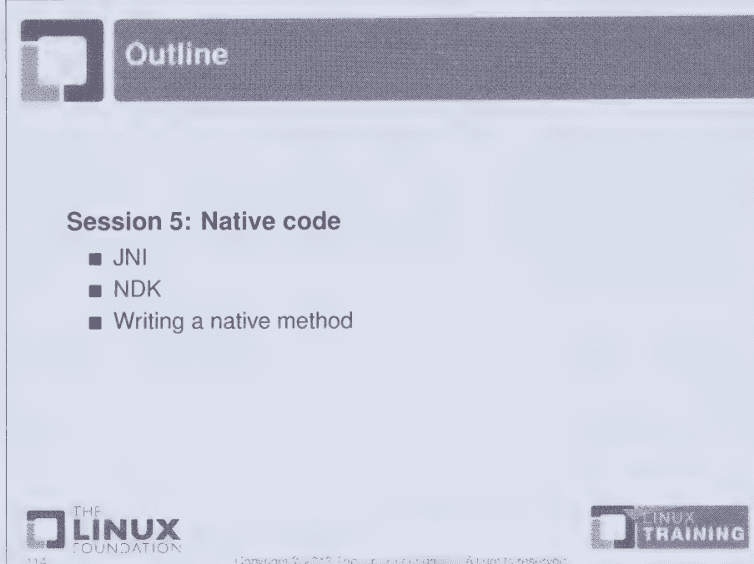 Outline
Session 5: Native code
■ JNI
■ NDK
■ Writing a native method
THE
LINUX
FOUNDATION
LINUX
TRAINING